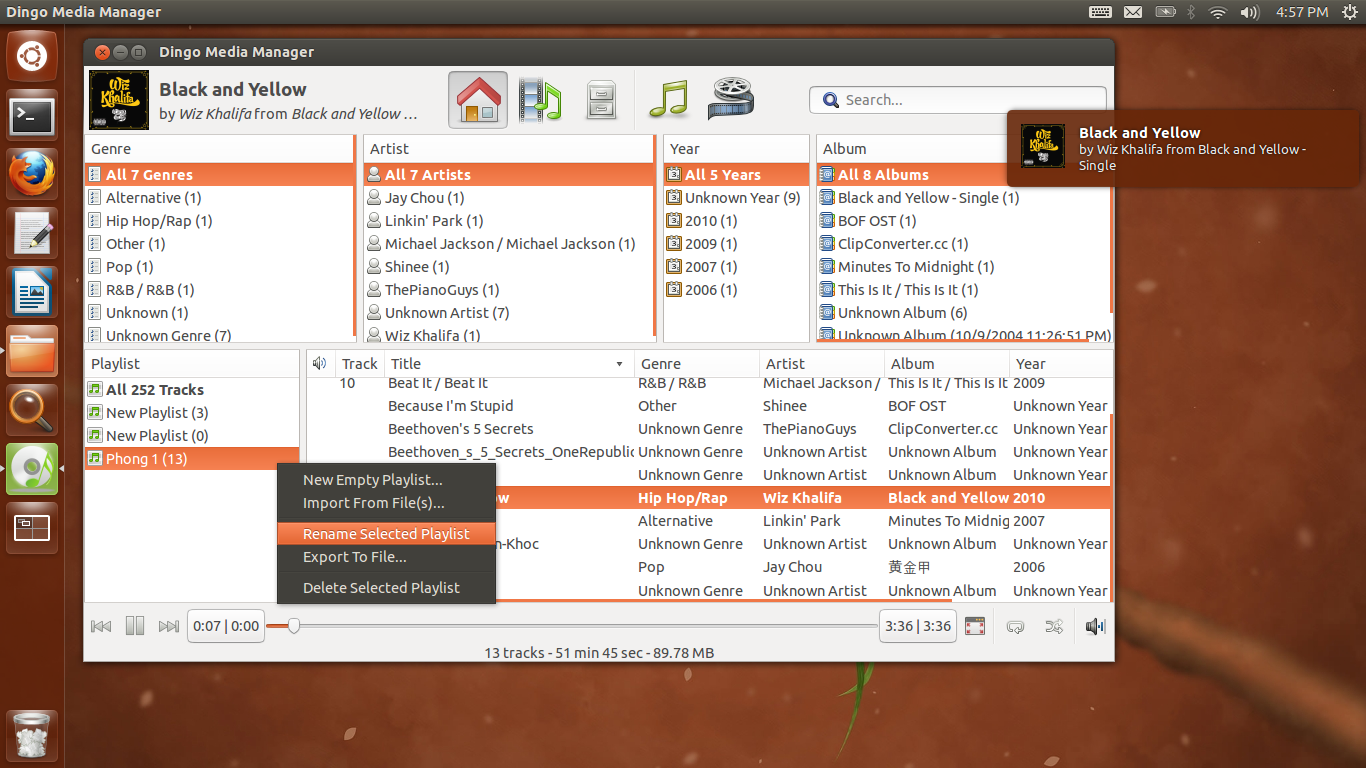 Dingo Media Manager
4:57 PM
Dingo Media Manager
Wiz Khalifa
Black and Yellow
by Wiz Khalifa from Black and Yellow ...
Search...
Wiz Khalifa
Black and Yellow
by Wiz Khalifa from Black and Yellow - Single
Genre
All 7 Genres
Alternative (1)
Hip Hop/Rap (1)
Other (1)
Pop (1)
R&B / R&B (1)
Unknown (1)
Unknown Genre (7)
Artist
All 7 Artists
Jay Chou (1)
Linkin' Park (1)
Michael Jackson / Michael Jackson (1)
Shinee (1)
ThePianoGuys (1)
Unknown Artist (7)
Wiz Khalifa (1)
Year
All 5 Years
Unknown Year (9)
2010 (1)
2009 (1)
2007 (1)
2006 (1)
Album
All 8 Albums
Black and Yellow - Single (1)
BOF OST (1)
ClipConverter.cc (1)
Minutes To Midnight (1)
This Is It / This Is It (1)
Unknown Album (6)
Unknown Album (10/9/2004 11:26:51 PM)
Playlist
All 252 Tracks
New Playlist (3)
New Playlist (0)
Phong 1 (13)
New Empty Playlist...
Import From File(s)...
Rename Selected Playlist
Export To File...
Delete Selected Playlist
Track Title Genre Artist Album Year
10 Beat It / Beat It R&B / R&B Michael Jackson / This Is It / This Is It 2009
Because I'm Stupid Other Shinee BOF OST Unknown Year
Beethoven's 5 Secrets Unknown Genre ThePianoGuys ClipConverter.cc Unknown Year
Beethoven_s_5_Secrets_OneRepublic Unknown Genre Unknown Artist Unknown Album Unknown Year
Unknown Genre Unknown Artist Unknown Album Unknown Year
ow Hip Hop/Rap Wiz Khalifa Black and Yellow 2010
Alternative Linkin' Park Minutes To Midnig 2007
n-Khoc Unknown Genre Unknown Artist Unknown Album Unknown Year
Pop Jay Chou 黄金甲 2006
Unknown Genre Unknown Artist Unknown Album Unknown Year
0:07 | 0:00
3:36 | 3:36
13 tracks - 51 min 45 sec - 89.78 MB